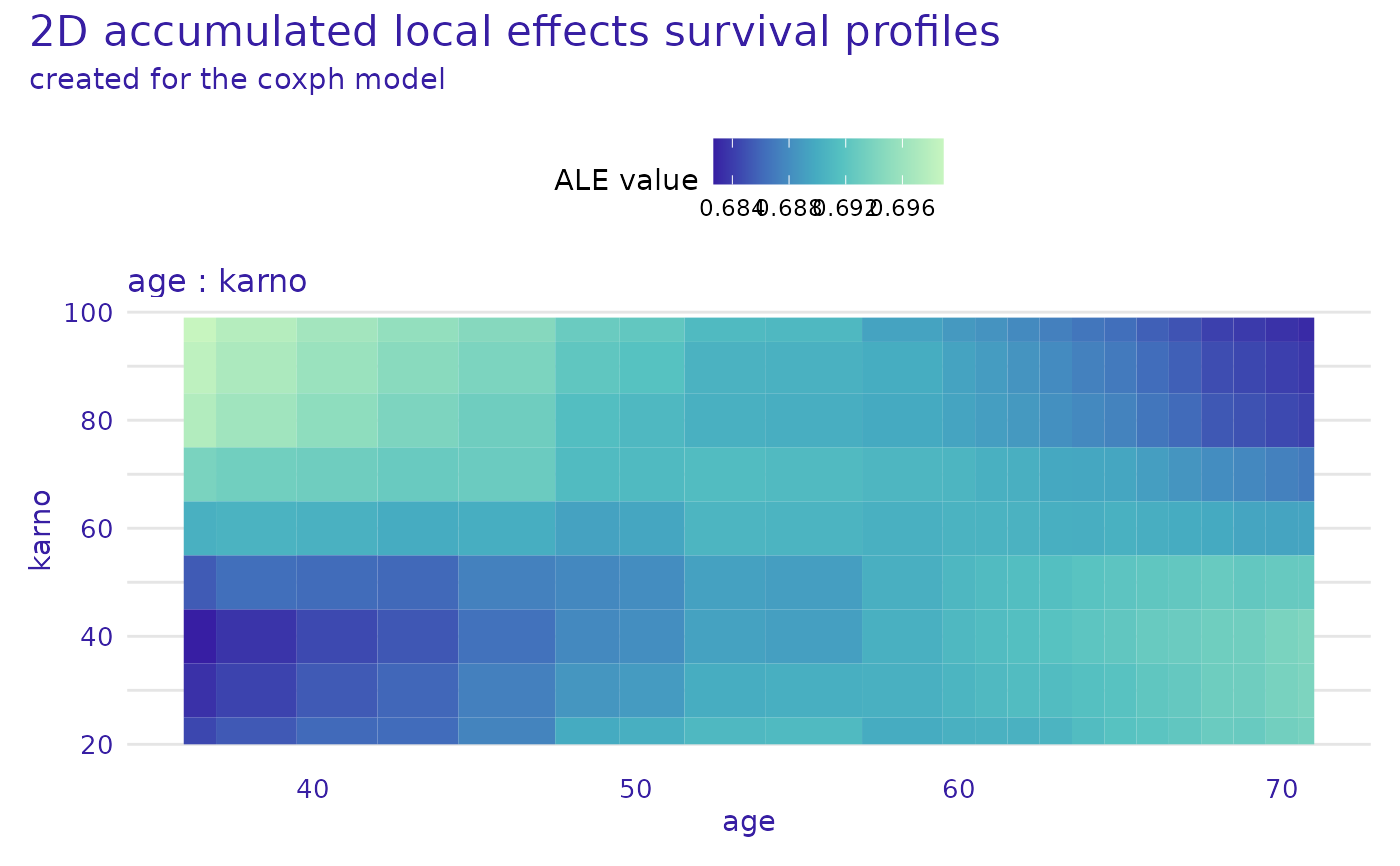 2D accumulated local effects survival profiles
created for the coxph model
ALE value
0.684 0.688 0.692 0.696
age : karno
100
80
60
40
20
karno
40 50 60 70
age